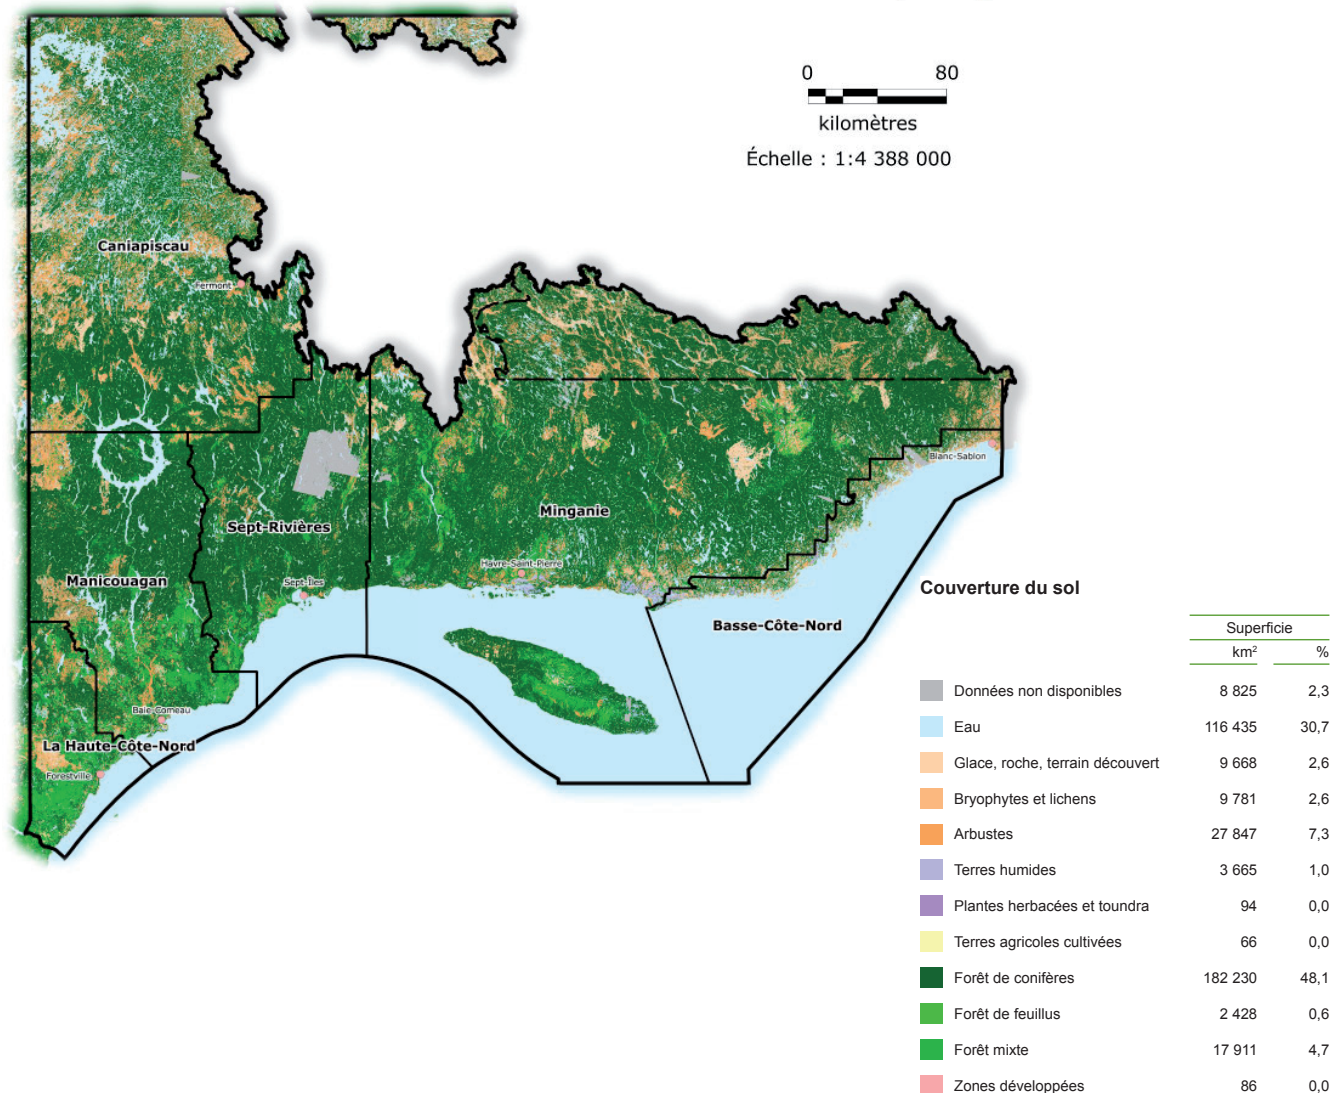 0 80
kilomètres
Échelle : 1:4 388 000
Caniapiscau
Fermont
Blanc-Sablon
Minganie
Sept-Rivières
Havre-Saint-Pierre
Manicouagan
Sept-Îles
Basse-Côte-Nord
Baie-Comeau
La Haute-Côte-Nord
Forestville
Couverture du sol
Superficie
km² %
Données non disponibles 8 825 2,3
Eau 116 435 30,7
Glace, roche, terrain découvert 9 668 2,6
Bryophytes et lichens 9 781 2,6
Arbustes 27 847 7,3
Terres humides 3 665 1,0
Plantes herbacées et toundra 94 0,0
Terres agricoles cultivées 66 0,0
Forêt de conifères 182 230 48,1
Forêt de feuillus 2 428 0,6
Forêt mixte 17 911 4,7
Zones développées 86 0,0